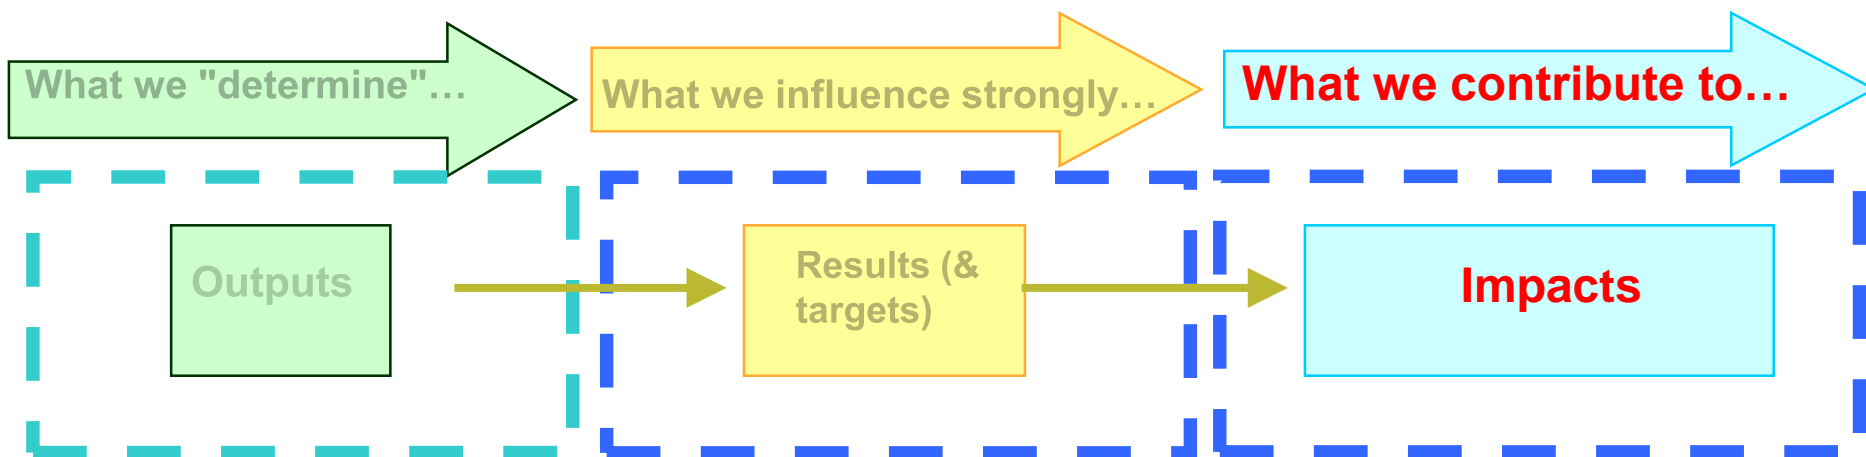 What we "determine"…
What we influence strongly…
What we contribute to…
Outputs
Results (&
targets)
Impacts